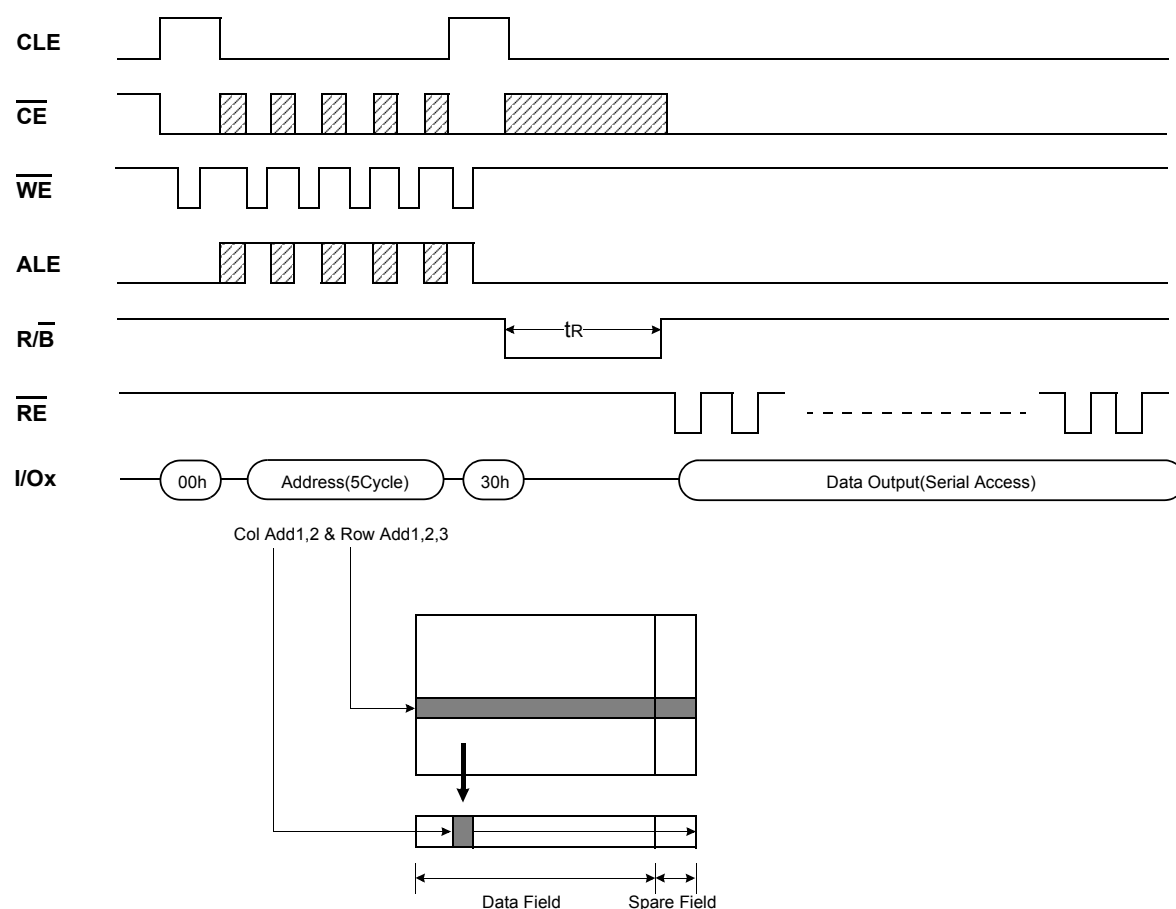 CLE
CE
WE
ALE
R/B
tR
RE
I/Ox
00h
Address(5Cycle)
30h
Data Output(Serial Access)
Col Add1,2 & Row Add1,2,3
Data Field
Spare Field